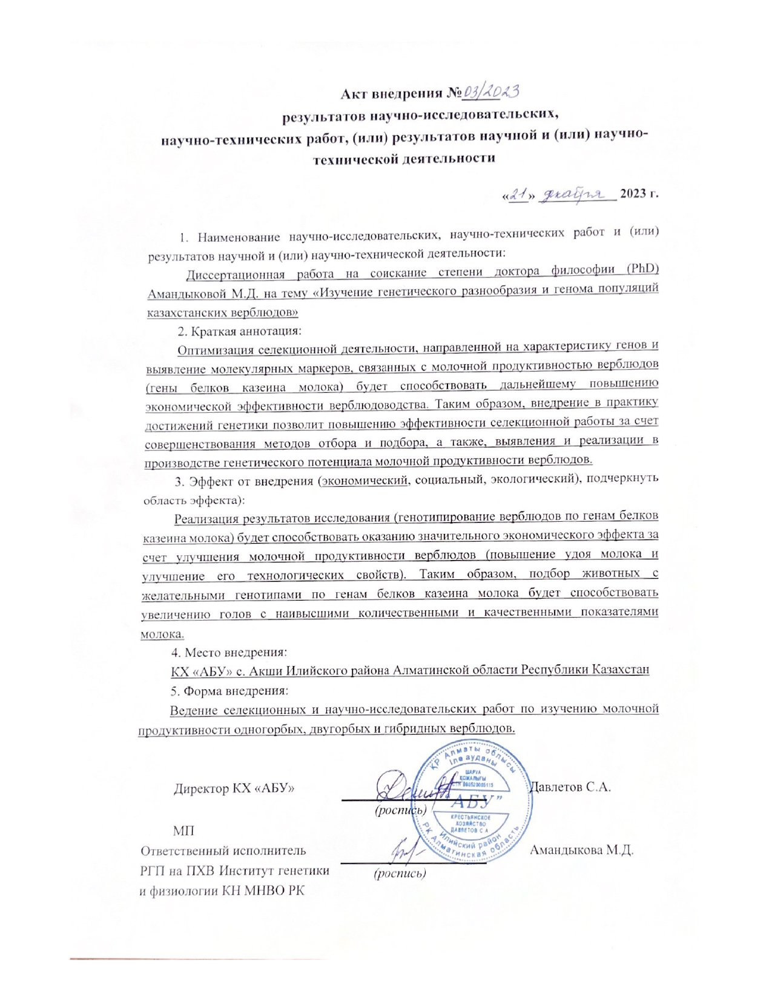 Акт внедрения №03/2023
результатов научно-исследовательских,
научно-технических работ, (или) результатов научной и (или) научно-
технической деятельности
«21» декабря 2023 г.
1. Наименование научно-исследовательских, научно-технических работ и (или)
результатов научной и (или) научно-технической деятельности:
Диссертационная работа на соискание степени доктора философии (PhD)
Амандыковой М.Д. на тему «Изучение генетического разнообразия и генома популяций
казахстанских верблюдов»
2. Краткая аннотация:
Оптимизация селекционной деятельности, направленной на характеристику генов и
выявление молекулярных маркеров, связанных с молочной продуктивностью верблюдов
(гены белков казеина молока) будет способствовать дальнейшему повышению
экономической эффективности верблюдоводства. Таким образом, внедрение в практику
достижений генетики позволит повышению эффективности селекционной работы за счет
совершенствования методов отбора и подбора, а также, выявления и реализации в
производстве генетического потенциала молочной продуктивности верблюдов.
3. Эффект от внедрения (экономический, социальный, экологический), подчеркнуть
область эффекта):
Реализация результатов исследования (генотипирование верблюдов по генам белков
казеина молока) будет способствовать оказанию значительного экономического эффекта за
счет улучшения молочной продуктивности верблюдов (повышение удоя молока и
улучшение его технологических свойств). Таким образом, подбор животных с
желательными генотипами по генам белков казеина молока будет способствовать
увеличению голов с наивысшими количественными и качественными показателями
молока.
4. Место внедрения:
КХ «АБУ» с. Акши Илийского района Алматинской области Республики Казахстан
5. Форма внедрения:
Ведение селекционных и научно-исследовательских работ по изучению молочной
продуктивности одногорбых, двугорбых и гибридных верблюдов.
ҚР Алматы облысы
Іле ауданы
ШАРУА
ҚОЖАЛЫҒЫ
"АБУ"
КРЕСТЬЯНСКОЕ
ХОЗЯЙСТВО
ДАВЛЕТОВ С А
Илийский район
РК Алматинская область
Директор КХ «АБУ» Давлетов С.А.
(роспись)
МП
Ответственный исполнитель Амандыкова М.Д.
РГП на ПХВ Институт генетики (роспись)
и физиологии КН МНВО РК